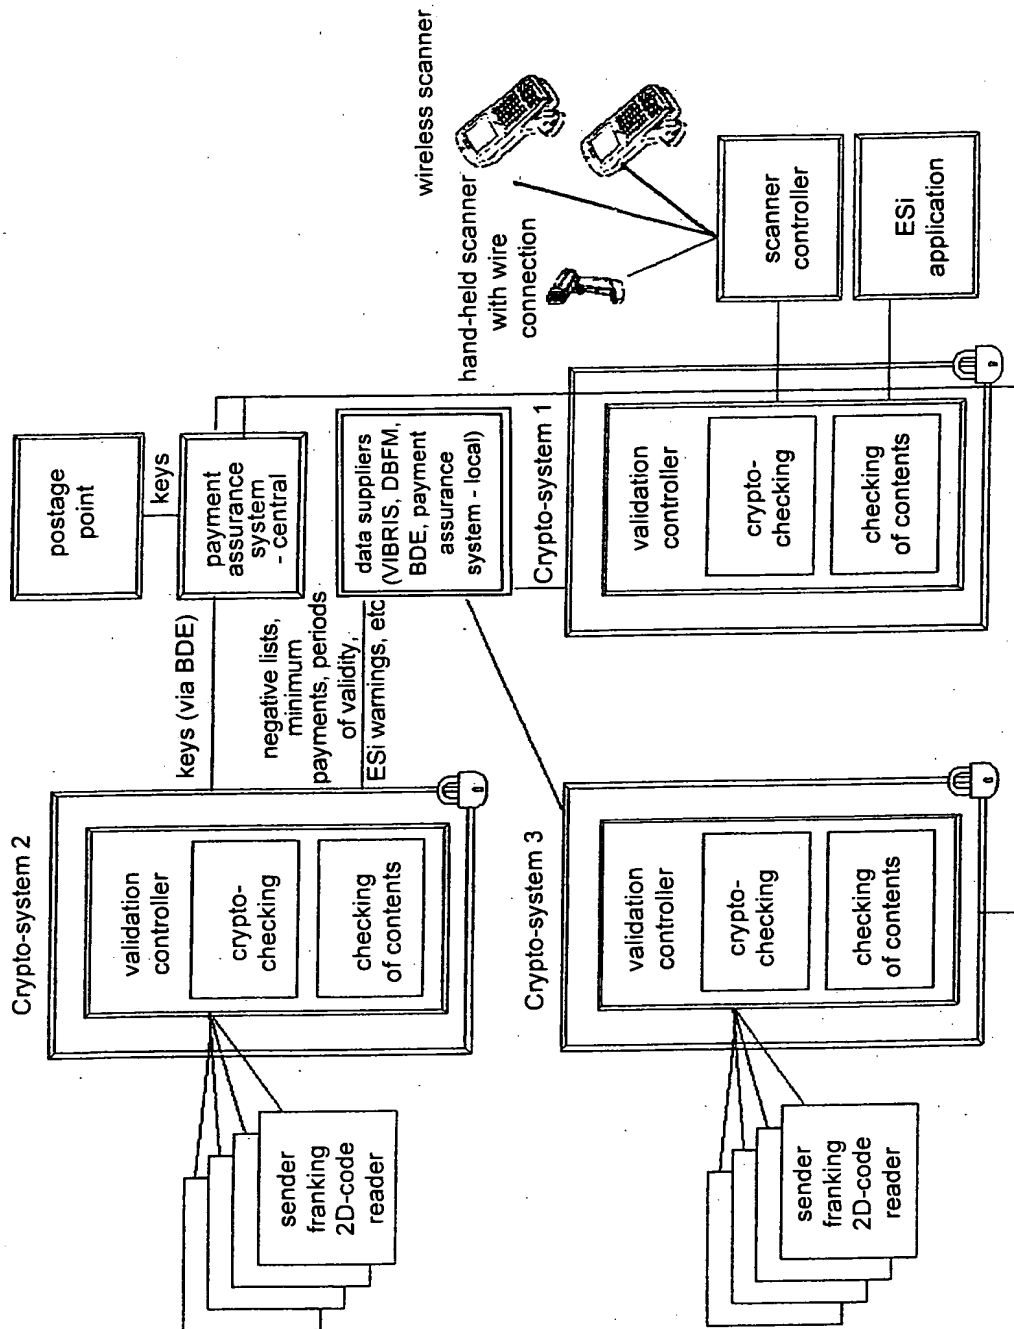 postage
point
keys
payment
assurance
system
- central
keys (via BDE)
negative lists,
minimum
payments, periods
of validity,
ESi warnings, etc
data suppliers
(VIBRIS, DBFM,
BDE, payment
assurance
system - local)
wireless scanner
hand-held scanner
with wire
connection
scanner
controller
ESi
application
Crypto-system 1
validation
controller
crypto-
checking
checking
of contents
Crypto-system 2
validation
controller
crypto-
checking
checking
of contents
sender
franking
2D-code
reader
Crypto-system 3
validation
controller
crypto-
checking
checking
of contents
sender
franking
2D-code
reader